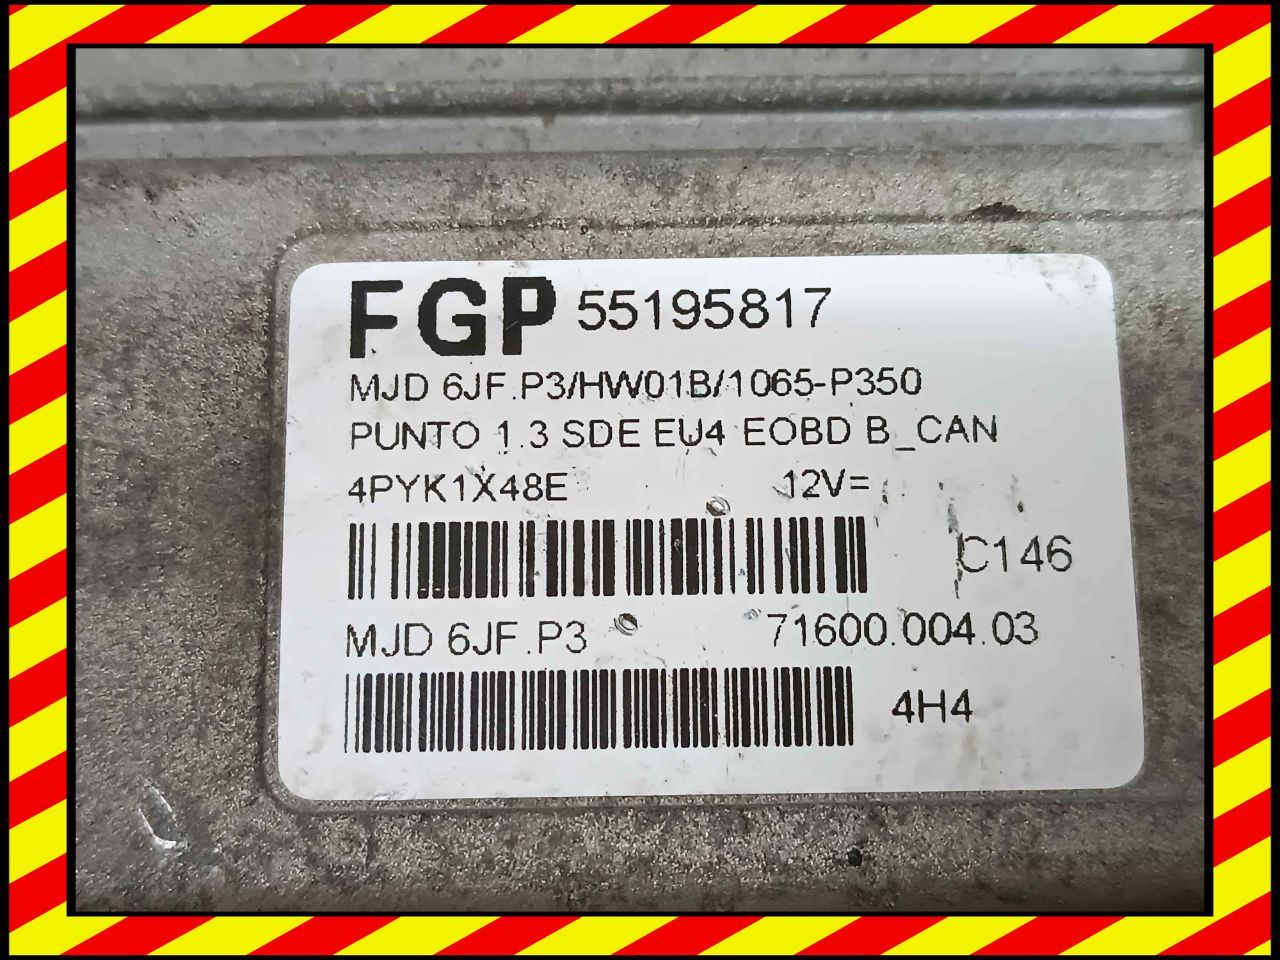 FGP 55195817
MJD 6JF.P3/HW01B/1065-P350
PUNTO 1.3 SDE EU4 EOBD B_CAN
4PYK1X48E 12V=
C146
MJD 6JF.P3 71600.004.03
4H4